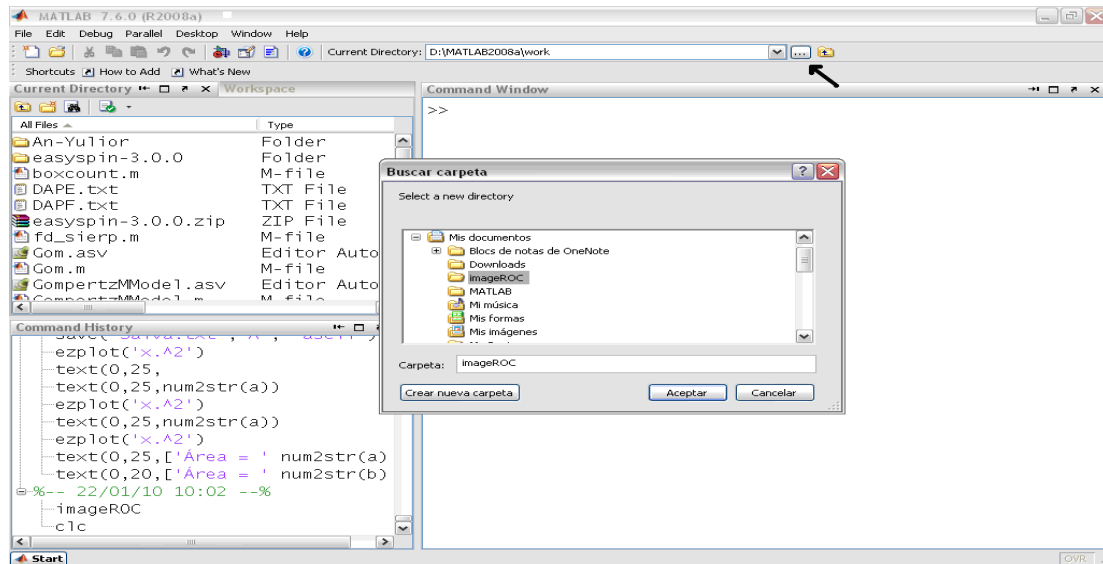 MATLAB 7.6.0 (R2008a)
File Edit Debug Parallel Desktop Window Help
Current Directory: D:\MATLAB2008a\work
Shortcuts How to Add What's New
Current Directory Workspace
All Files Type
An-Yulior Folder
easyspin-3.0.0 Folder
boxcount.m M-file
DAPE.txt TXT File
DAPF.txt TXT File
easyspin-3.0.0.zip ZIP File
fd_sierp.m M-file
Gom.asv Editor Auto
Gom.m M-file
GompertzMModel.asv Editor Auto
GompertzMModel.m M-file
Command History
ezplot('x.^2')
text(0,25,
text(0,25,num2str(a))
ezplot('x.^2')
text(0,25,num2str(a))
ezplot('x.^2')
text(0,25,['Área = ' num2str(a)
text(0,20,['Área = ' num2str(b)
%-- 22/01/10 10:02 --%
imageROC
clc
Command Window
>>
Buscar carpeta
Select a new directory
Mis documentos
Blocs de notas de OneNote
Downloads
imageROC
MATLAB
Mi música
Mis formas
Mis imágenes
Carpeta: imageROC
Crear nueva carpeta Aceptar Cancelar
Start
OVR